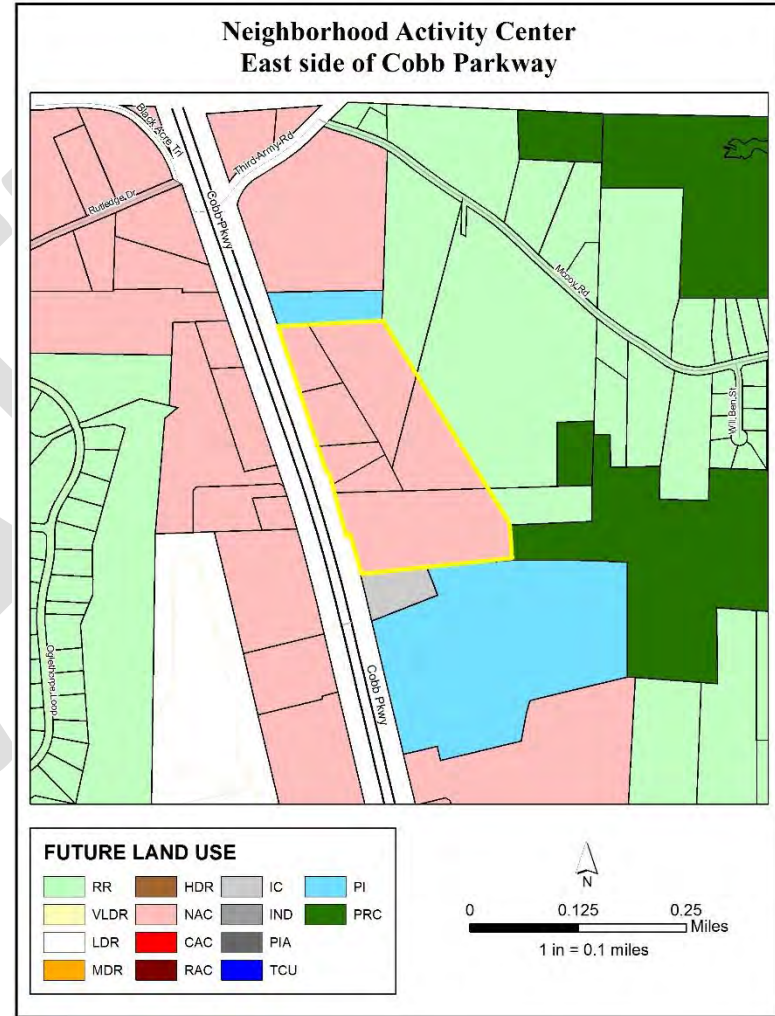 Neighborhood Activity Center
East side of Cobb Parkway
Black Acre Trl
Third Army Rd
Rutledge Dr
Cobb Pkwy
Mccoy Rd
Will Ben St
Oglethorpe Loop
Cobb Pkwy
FUTURE LAND USE
RR HDR IC PI
VLDR NAC IND PRC
LDR CAC PIA
MDR RAC TCU
N
0 0.125 0.25
Miles
1 in = 0.1 miles